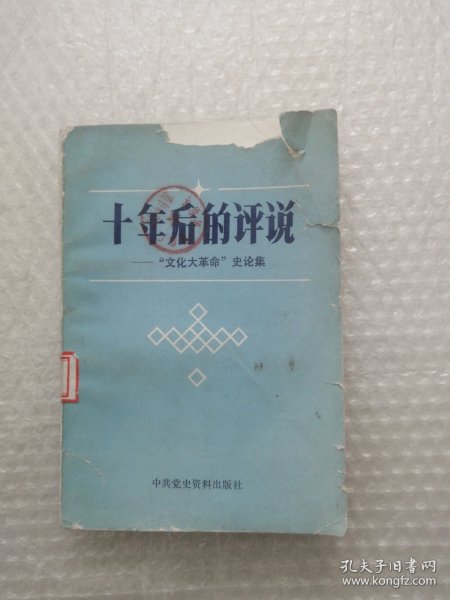 十年后的评说
——“文化大革命”史论集
中共党史资料出版社
孔夫子旧书网
www.kongfz.com